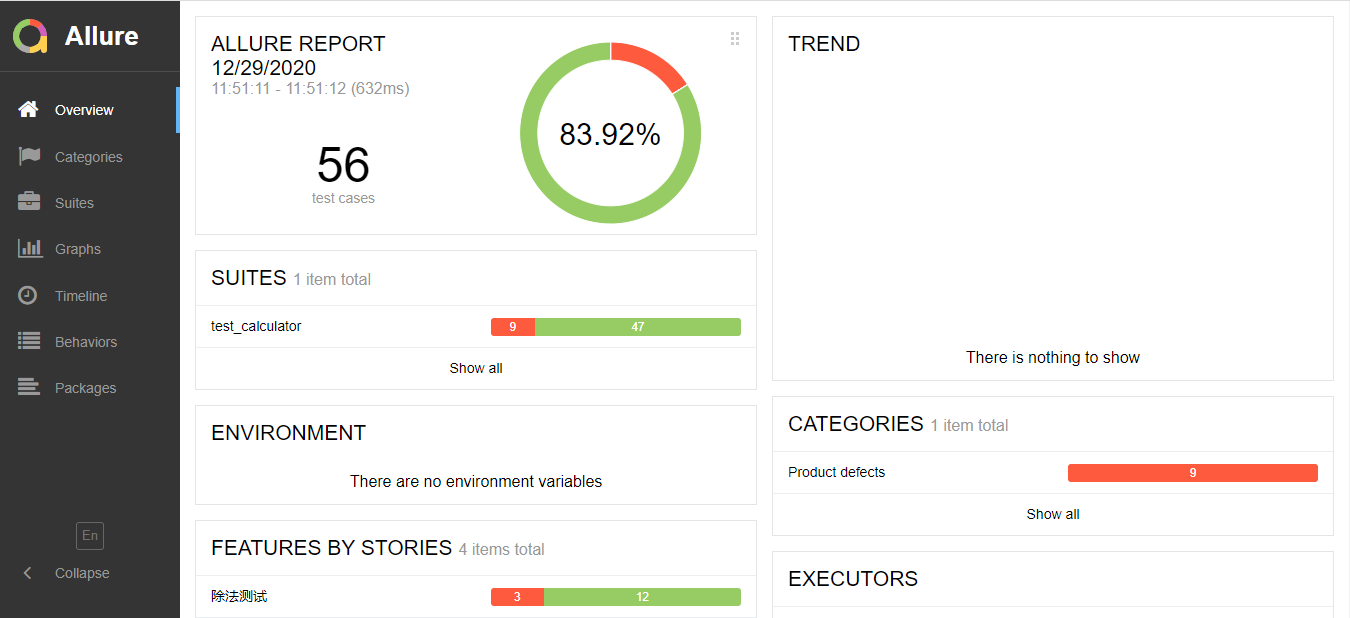 Allure
Overview
Categories
Suites
Graphs
Timeline
Behaviors
Packages
En
Collapse
ALLURE REPORT
12/29/2020
11:51:11 - 11:51:12 (632ms)
56
test cases
83.92%
SUITES 1 item total
test_calculator 9 47
Show all
ENVIRONMENT
There are no environment variables
FEATURES BY STORIES 4 items total
除法测试 3 12
TREND
There is nothing to show
CATEGORIES 1 item total
Product defects 9
Show all
EXECUTORS